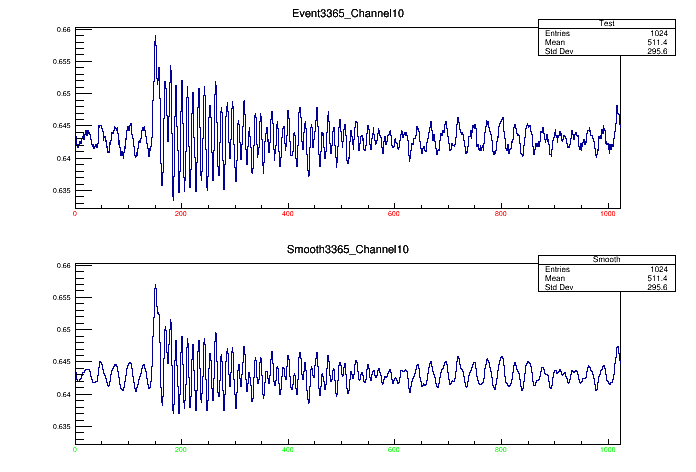 Event3365_Channel10
Test
Entries 1024
Mean 511.4
Std Dev 295.6
0.66
0.655
0.65
0.645
0.64
0.635
0 200 400 600 800 1000
Smooth3365_Channel10
Smooth
Entries 1024
Mean 511.4
Std Dev 295.6
0.66
0.655
0.65
0.645
0.64
0.635
0 200 400 600 800 1000